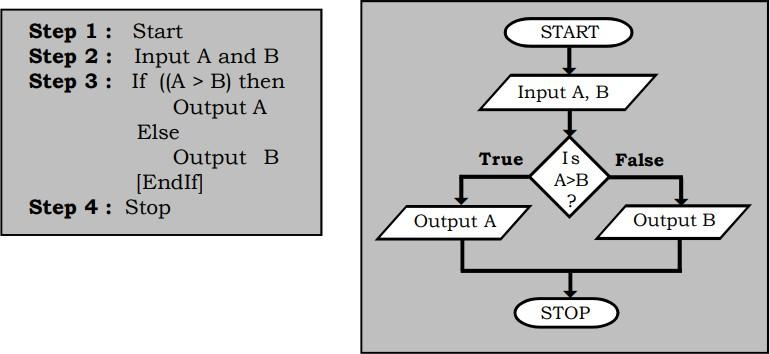 Step 1 : Start
Step 2 : Input A and B
Step 3 : If ((A > B) then
Output A
Else
Output B
[EndIf]
Step 4 : Stop
START
Input A, B
True
Is
A>B
?
False
Output A
Output B
STOP